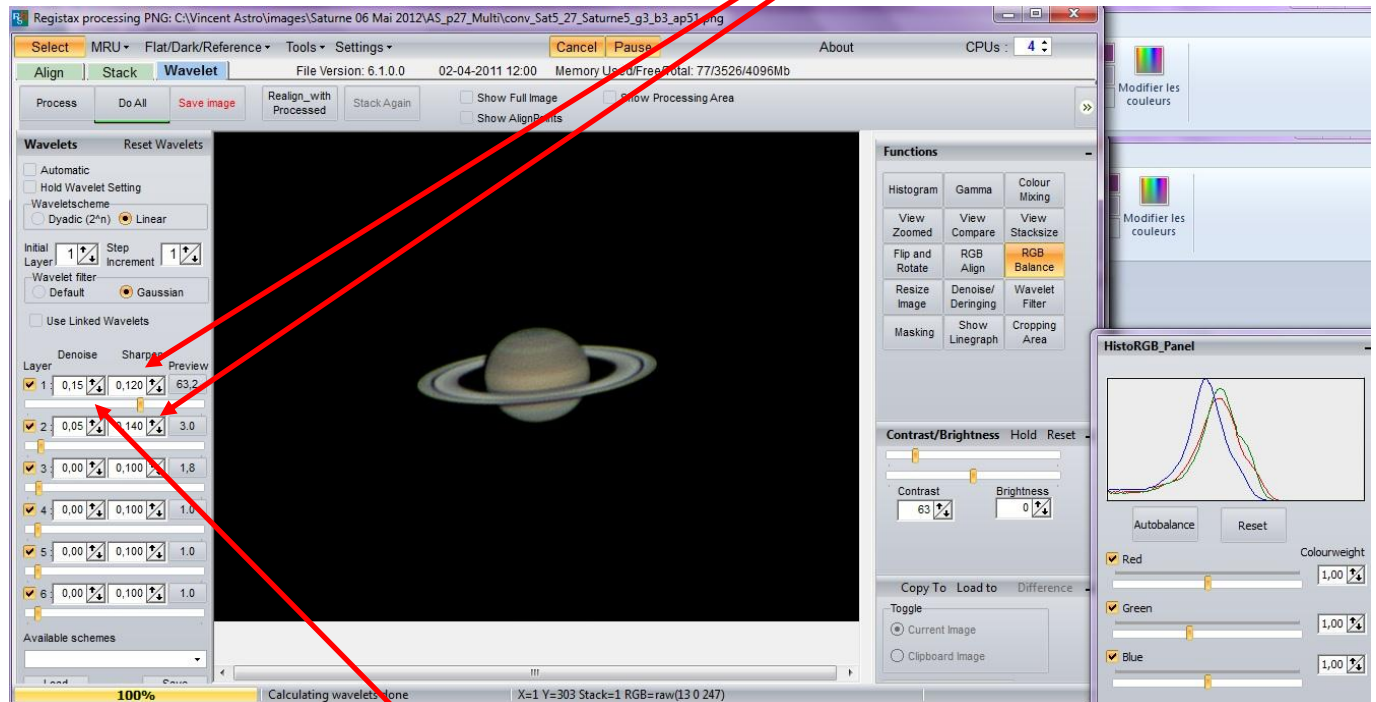 Registax processing PNG: C:\Vincent Astro\images\Saturne 06 Mai 2012\AS_p27_Multi\conv_Sat5_27_Saturne5_g3_b3_ap51.png
Select MRU Flat/Dark/Reference Tools Settings Cancel Pause About CPUs : 4
Align Stack Wavelet File Version: 6.1.0.0 02-04-2011 12:00 Memory Used/Free/Total: 77/3526/4096Mb
Process Do All Save image Realign_with Processed Stack Again Show Full Image Show Processing Area
Show AlignPoints
Modifier les
couleurs
Modifier les
couleurs
Wavelets Reset Wavelets
Automatic
Hold Wavelet Setting
Waveletscheme
Dyadic (2^n) Linear
Initial Layer 1 Step Increment 1
Wavelet filter
Default Gaussian
Use Linked Wavelets
Denoise Sharpen
Layer Preview
1 : 0,15 0,120 63,2
2 : 0,05 0,140 3.0
3 : 0,00 0,100 1,8
4 : 0,00 0,100 1.0
5 : 0,00 0,100 1.0
6 : 0,00 0,100 1.0
Available schemes
100% Calculating wavelets done X=1 Y=303 Stack=1 RGB=raw(13 0 247)
Functions
Histogram Gamma Colour Mixing
View Zoomed View Compare View Stacksize
Flip and Rotate RGB Align RGB Balance
Resize Image Denoise/ Deringing Wavelet Filter
Masking Show Linegraph Cropping Area
Contrast/Brightness Hold Reset
Contrast Brightness
63 0
Copy To Load to Difference
Toggle
Current Image
Clipboard Image
HistoRGB_Panel
Autobalance Reset
Colourweight
Red 1,00
Green 1,00
Blue 1,00